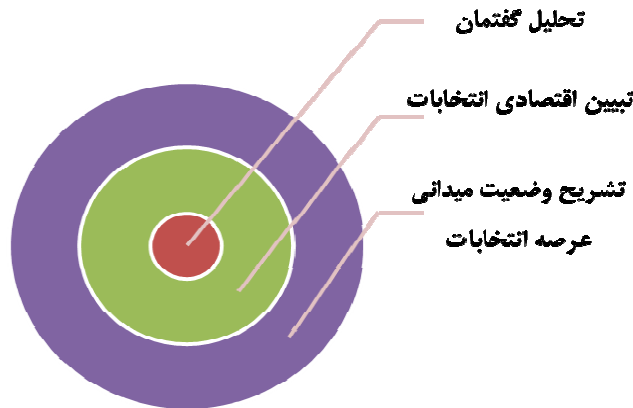 تحلیل گفتمان
تبیین اقتصادی انتخابات
تشریح وضعیت میدانی
عرصه انتخابات